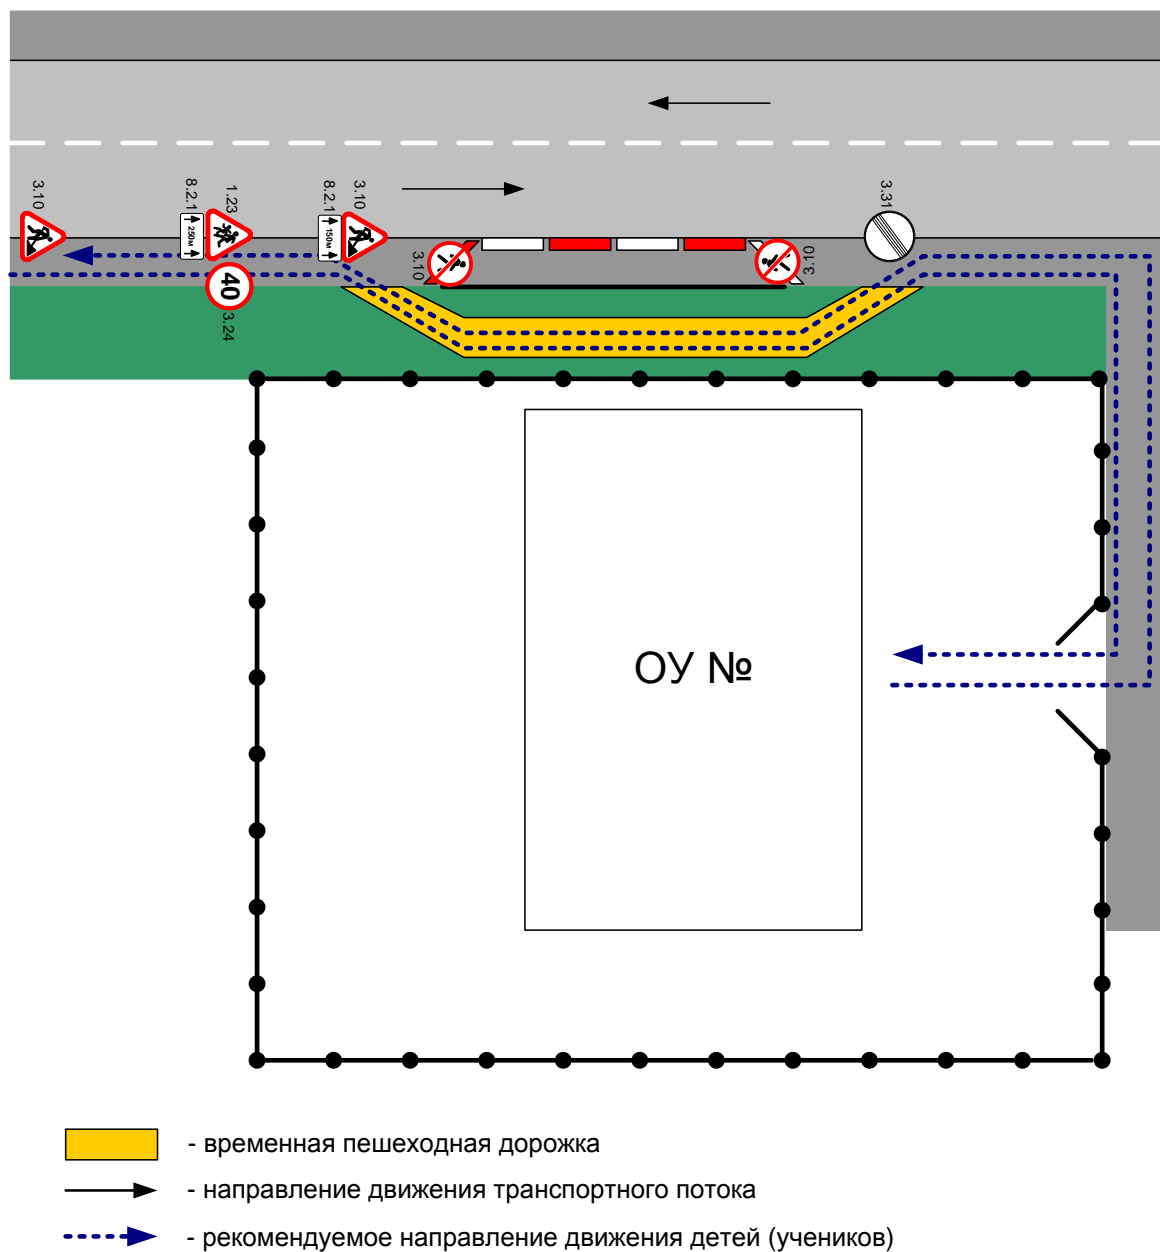 3.10
8.2.1
250м
1.23
40
3.24
8.2.1
150м
3.10
3.10
3.10
3.31
ОУ №
- временная пешеходная дорожка
- направление движения транспортного потока
- рекомендуемое направление движения детей (учеников)